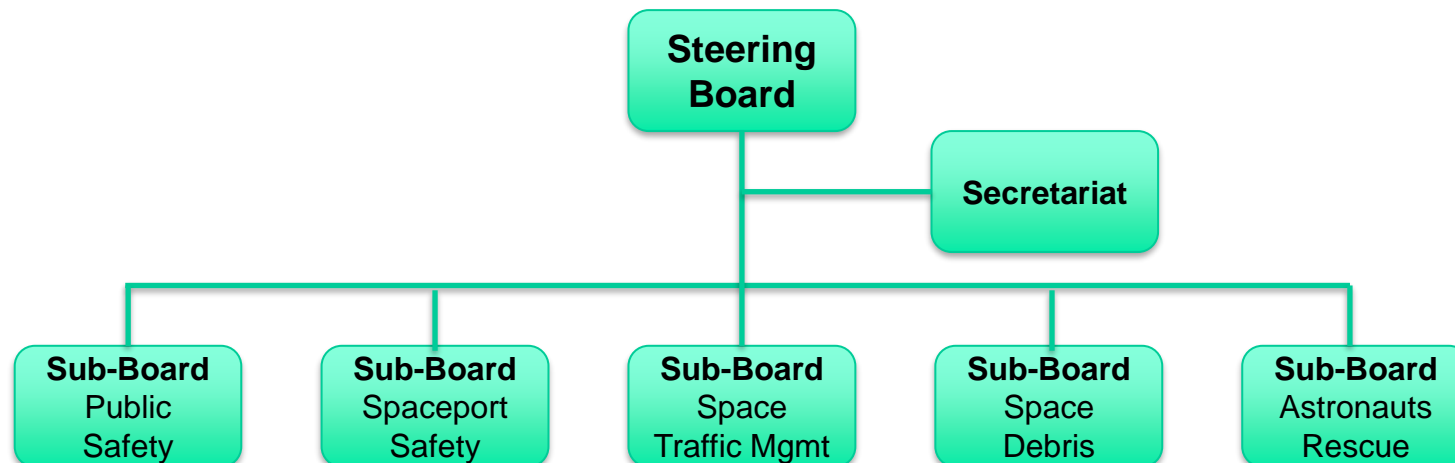 Steering
Board
Secretariat
Sub-Board
Public
Safety
Sub-Board
Spaceport
Safety
Sub-Board
Space
Traffic Mgmt
Sub-Board
Space
Debris
Sub-Board
Astronauts
Rescue